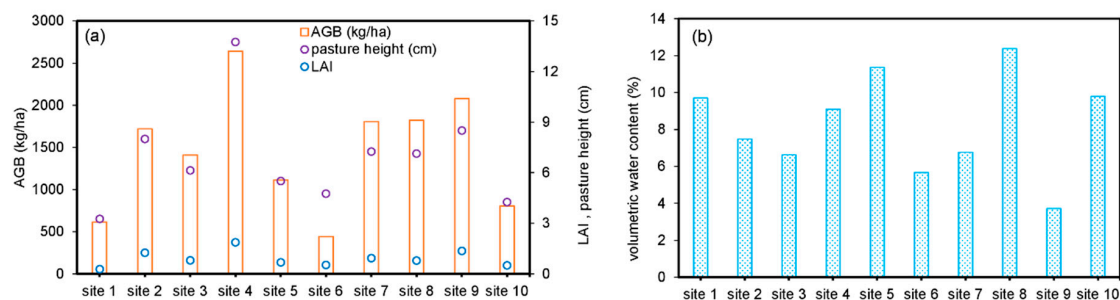 (a)
AGB (kg/ha)
pasture height (cm)
LAI
3000
2500
2000
1500
1000
500
0
AGB (kg/ha)
15
12
9
6
3
0
LAI , pasture height (cm)
site 1 site 2 site 3 site 4 site 5 site 6 site 7 site 8 site 9 site 10
(b)
14
12
10
8
6
4
2
0
volumetric water content (%)
site 1 site 2 site 3 site 4 site 5 site 6 site 7 site 8 site 9 site 10